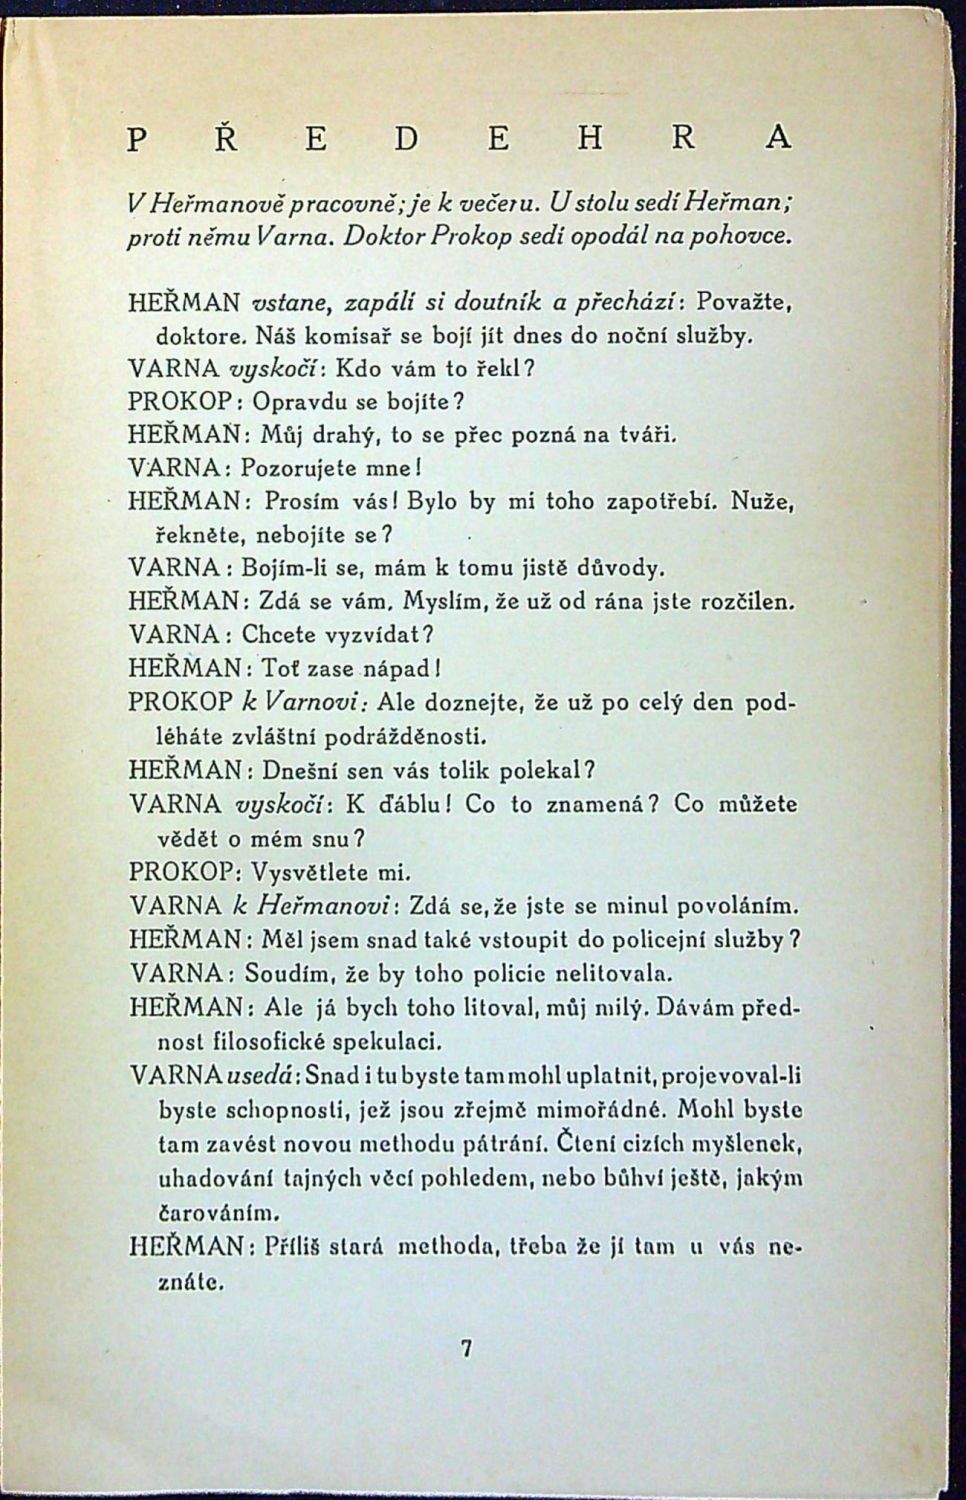 PŘEDEHRA
V Heřmanově pracovně; je k večeru. U stolu sedí Heřman;
proti němu Varna. Doktor Prokop sedí opodál na pohovce.
HEŘMAN vstane, zapálí si doutník a přechází: Považte,
doktore. Náš komisař se bojí jít dnes do noční služby.
VARNA vyskočí: Kdo vám to řekl?
PROKOP: Opravdu se bojíte?
HEŘMAN: Můj drahý, to se přec pozná na tváři.
VARNA: Pozorujete mne!
HEŘMAN: Prosím vás! Bylo by mi toho zapotřebí. Nuže,
řekněte, nebojíte se?
VARNA: Bojím-li se, mám k tomu jistě důvody.
HEŘMAN: Zdá se vám. Myslím, že už od rána jste rozčilen.
VARNA: Chcete vyzvídat?
HEŘMAN: Toť zase nápad!
PROKOP k Varnovi: Ale doznejte, že už po celý den pod-
léháte zvláštní podrážděnosti.
HEŘMAN: Dnešní sen vás tolik polekal?
VARNA vyskočí: K ďáblu! Co to znamená? Co můžete
vědět o mém snu?
PROKOP: Vysvětlete mi.
VARNA k Heřmanovi: Zdá se, že jste se minul povoláním.
HEŘMAN: Měl jsem snad také vstoupit do policejní služby?
VARNA: Soudím, že by toho policie nelitovala.
HEŘMAN: Ale já bych toho litoval, můj milý. Dávám před-
nost filosofické spekulaci.
VARNA usedá: Snad i tu byste tam mohl uplatnit, projevoval-li
byste schopnosti, jež jsou zřejmě mimořádné. Mohl byste
tam zavést novou methodu pátrání. Čtení cizích myšlenek,
uhadování tajných věcí pohledem, nebo bůhví ještě, jakým
čarováním.
HEŘMAN: Příliš stará methoda, třeba že jí tam u vás ne-
znáte.
7